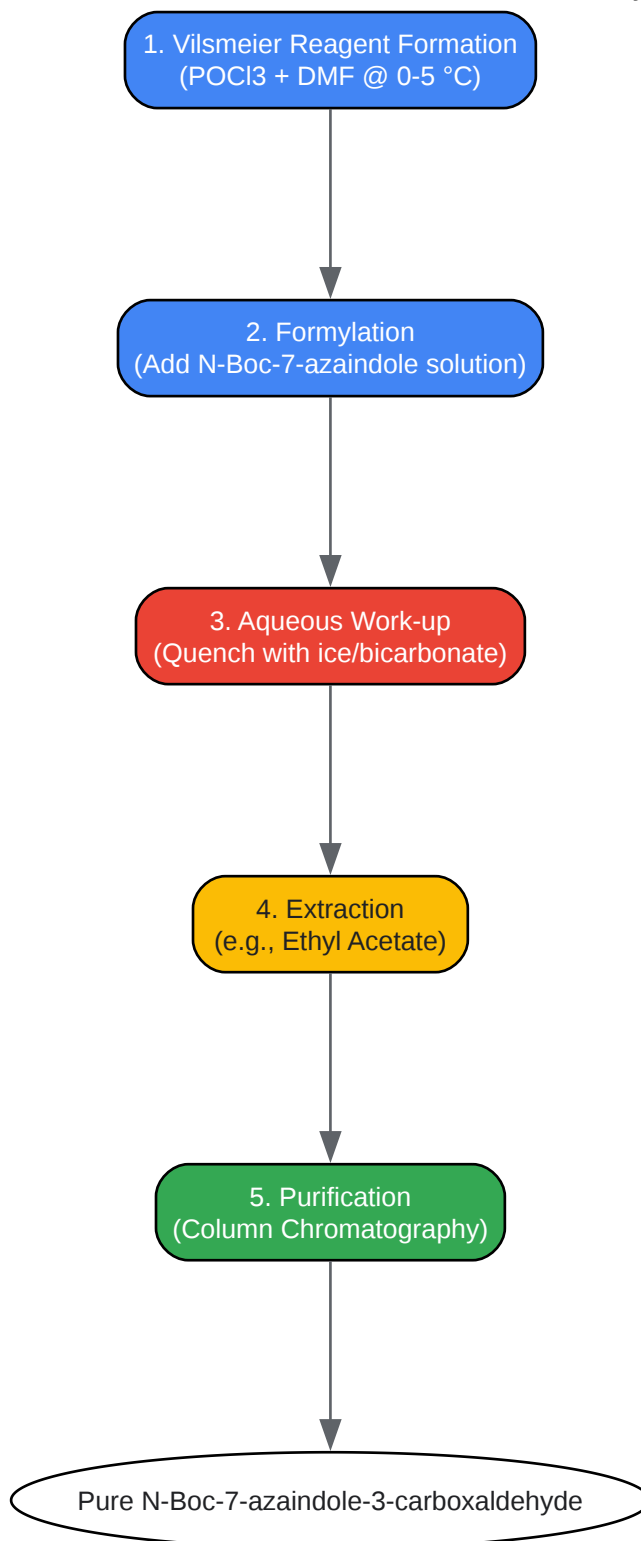 1. Vilsmeier Reagent Formation
(POCl3 + DMF @ 0-5 °C)
2. Formylation
(Add N-Boc-7-azaindole solution)
3. Aqueous Work-up
(Quench with ice/bicarbonate)
4. Extraction
(e.g., Ethyl Acetate)
5. Purification
(Column Chromatography)
Pure N-Boc-7-azaindole-3-carboxaldehyde